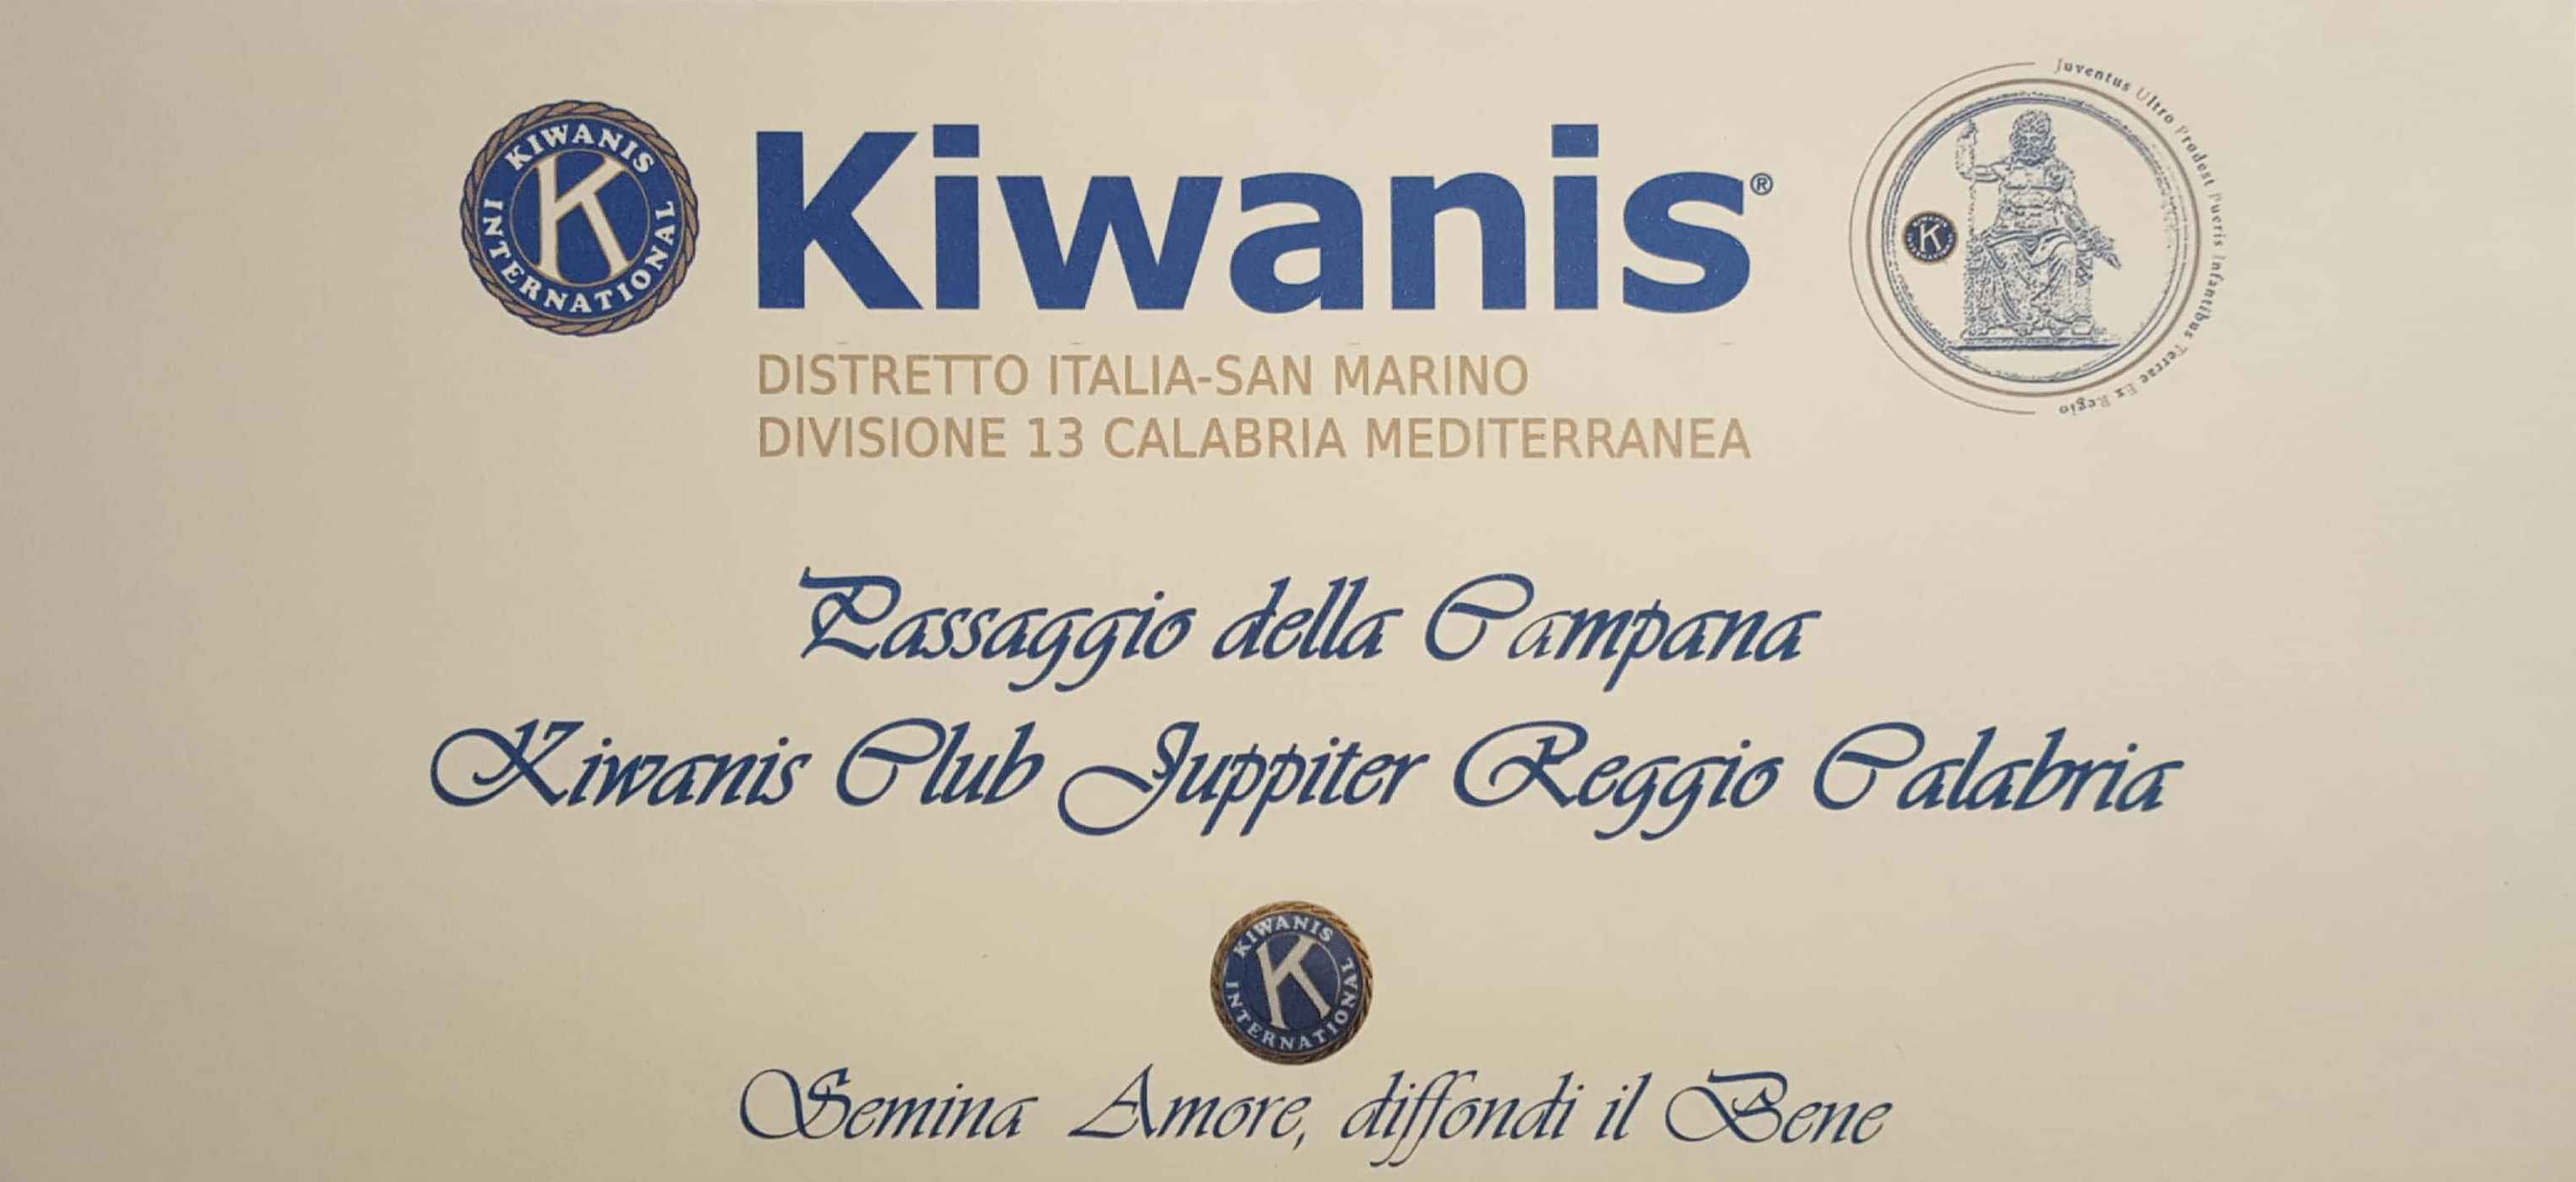 KIWANIS INTERNATIONAL
K
Kiwanis®
Juventus Ultro Prodest Pueris Infantibus Terrae Ex Regio
K
DISTRETTO ITALIA-SAN MARINO
DIVISIONE 13 CALABRIA MEDITERRANEA
Passaggio della Campana
Kiwanis Club Juppiter Reggio Calabria
KIWANIS INTERNATIONAL
K
Semina Amore, diffondi il Bene